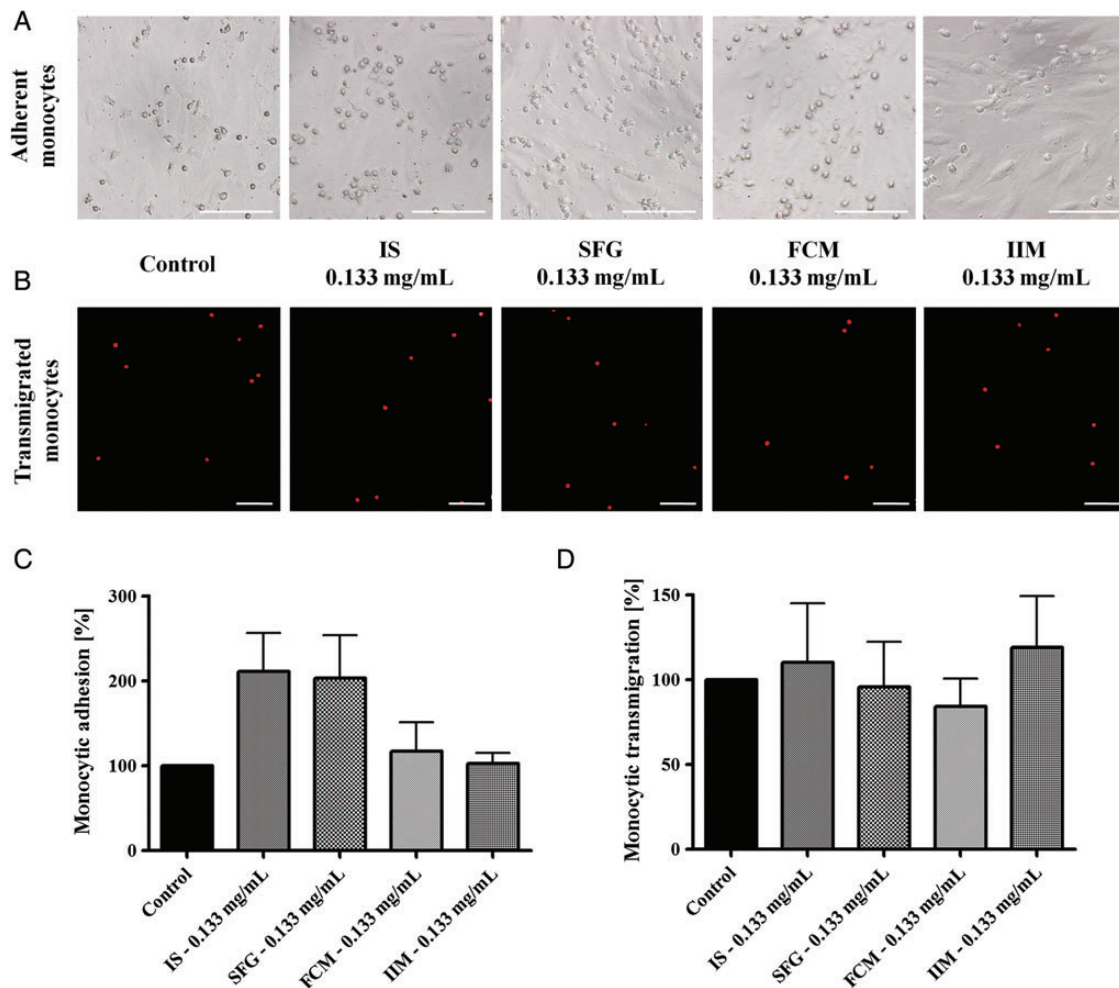 A
Adherent
monocytes
Control
IS
0.133 mg/mL
SFG
0.133 mg/mL
FCM
0.133 mg/mL
IIM
0.133 mg/mL
B
Transmigrated
monocytes
C
Monocytic adhesion [%]
300
200
100
0
Control
IS - 0.133 mg/mL
SFG - 0.133 mg/mL
FCM - 0.133 mg/mL
IIM - 0.133 mg/mL
D
Monocytic transmigration [%]
150
100
50
0
Control
IS - 0.133 mg/mL
SFG - 0.133 mg/mL
FCM - 0.133 mg/mL
IIM - 0.133 mg/mL